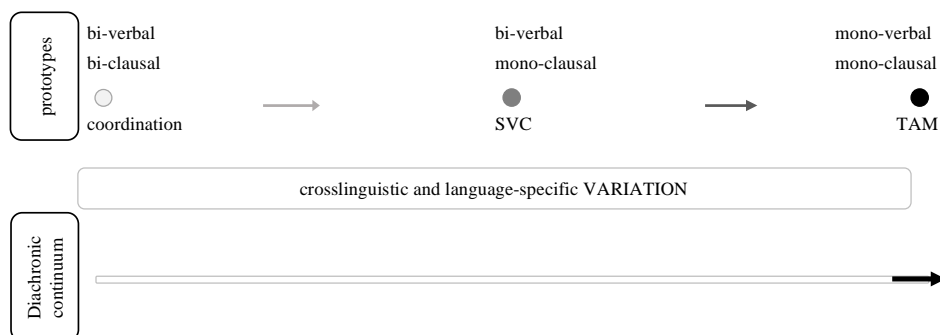 prototypes
bi-verbal
bi-clausal
coordination
bi-verbal
mono-clausal
SVC
mono-verbal
mono-clausal
TAM
crosslinguistic and language-specific VARIATION
Diachronic
continuum